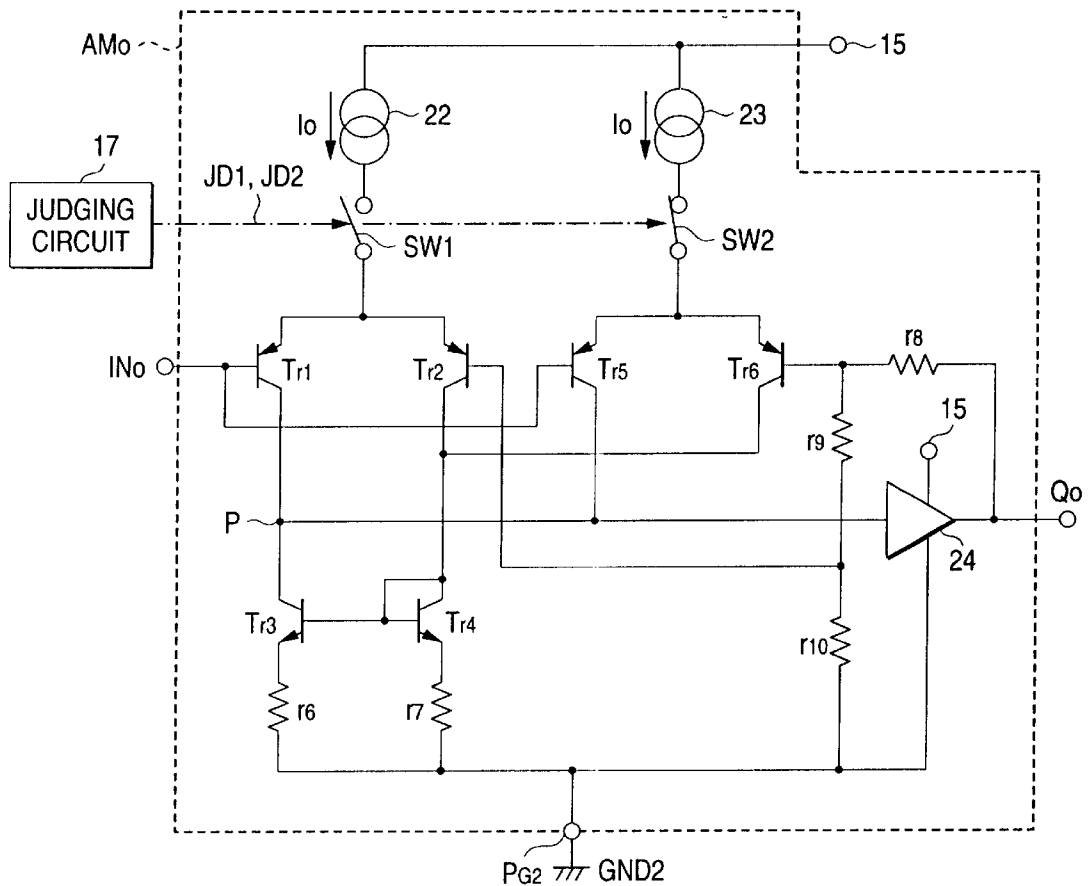 AMo
15
22
23
Io
Io
17
JD1, JD2
JUDGING
CIRCUIT
SW1
SW2
INo
Tr1
Tr2
Tr5
Tr6
r8
r9
15
P
Qo
24
Tr3
Tr4
r10
r6
r7
PG2
GND2